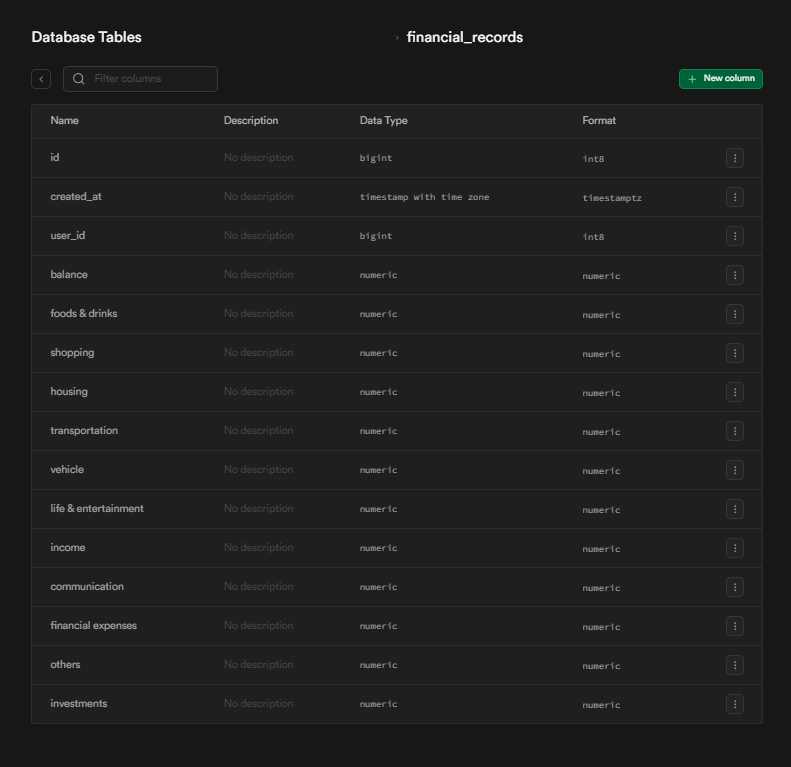 Database Tables › financial_records
Filter columns New column
Name Description Data Type Format
id No description bigint int8
created_at No description timestamp with time zone timestamptz
user_id No description bigint int8
balance No description numeric numeric
foods & drinks No description numeric numeric
shopping No description numeric numeric
housing No description numeric numeric
transportation No description numeric numeric
vehicle No description numeric numeric
life & entertainment No description numeric numeric
income No description numeric numeric
communication No description numeric numeric
financial expenses No description numeric numeric
others No description numeric numeric
investments No description numeric numeric